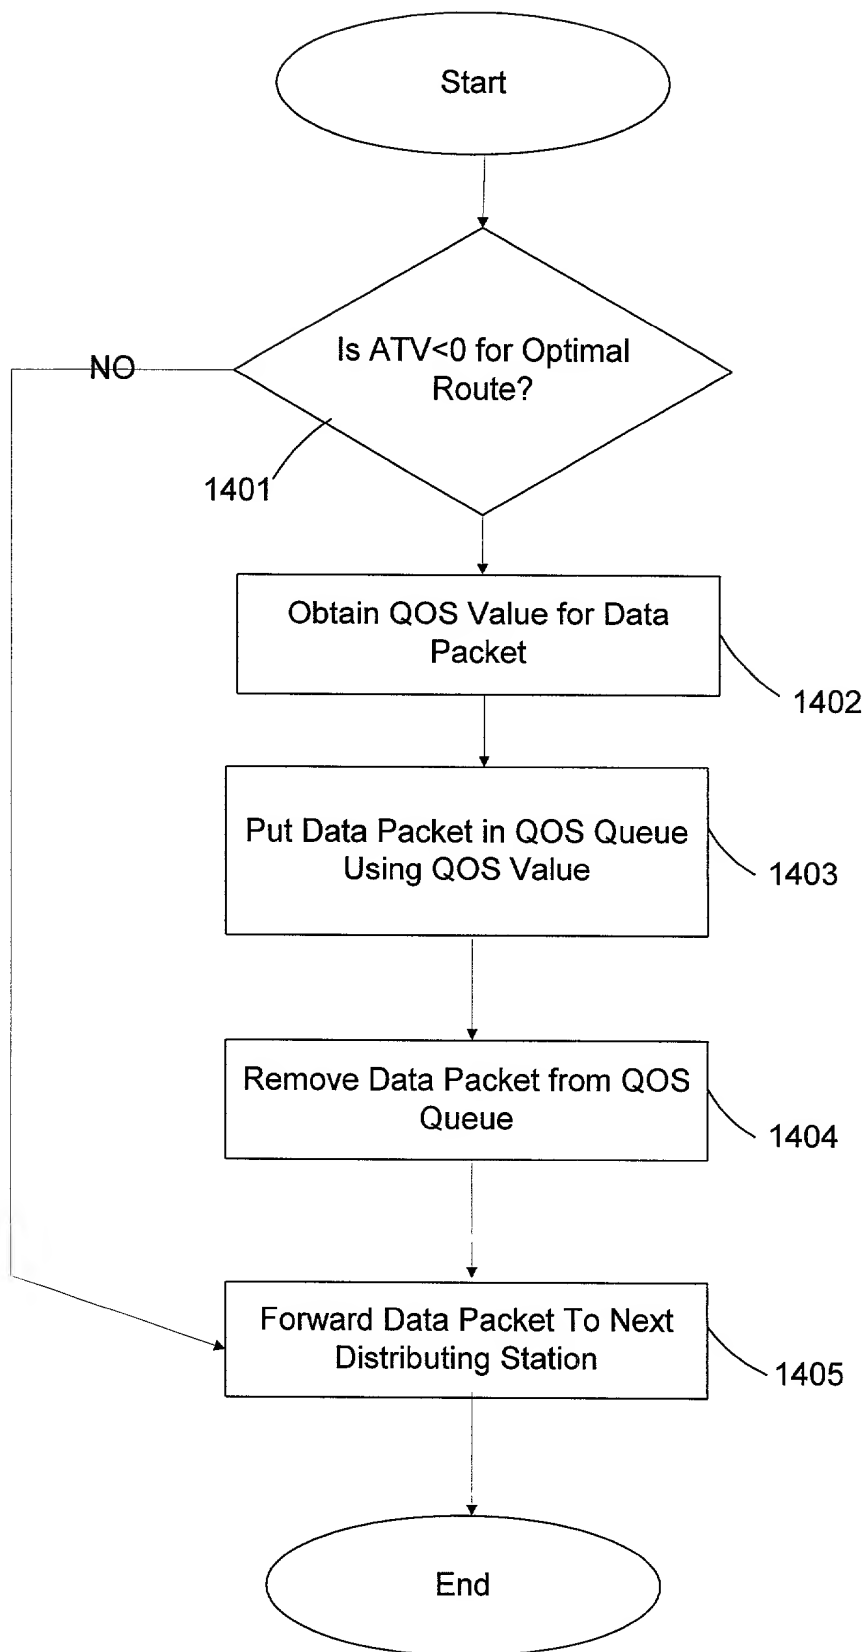 Start
Is ATV<0 for Optimal
Route?
NO
1401
Obtain QOS Value for Data
Packet
1402
Put Data Packet in QOS Queue
Using QOS Value
1403
Remove Data Packet from QOS
Queue
1404
Forward Data Packet To Next
Distributing Station
1405
End